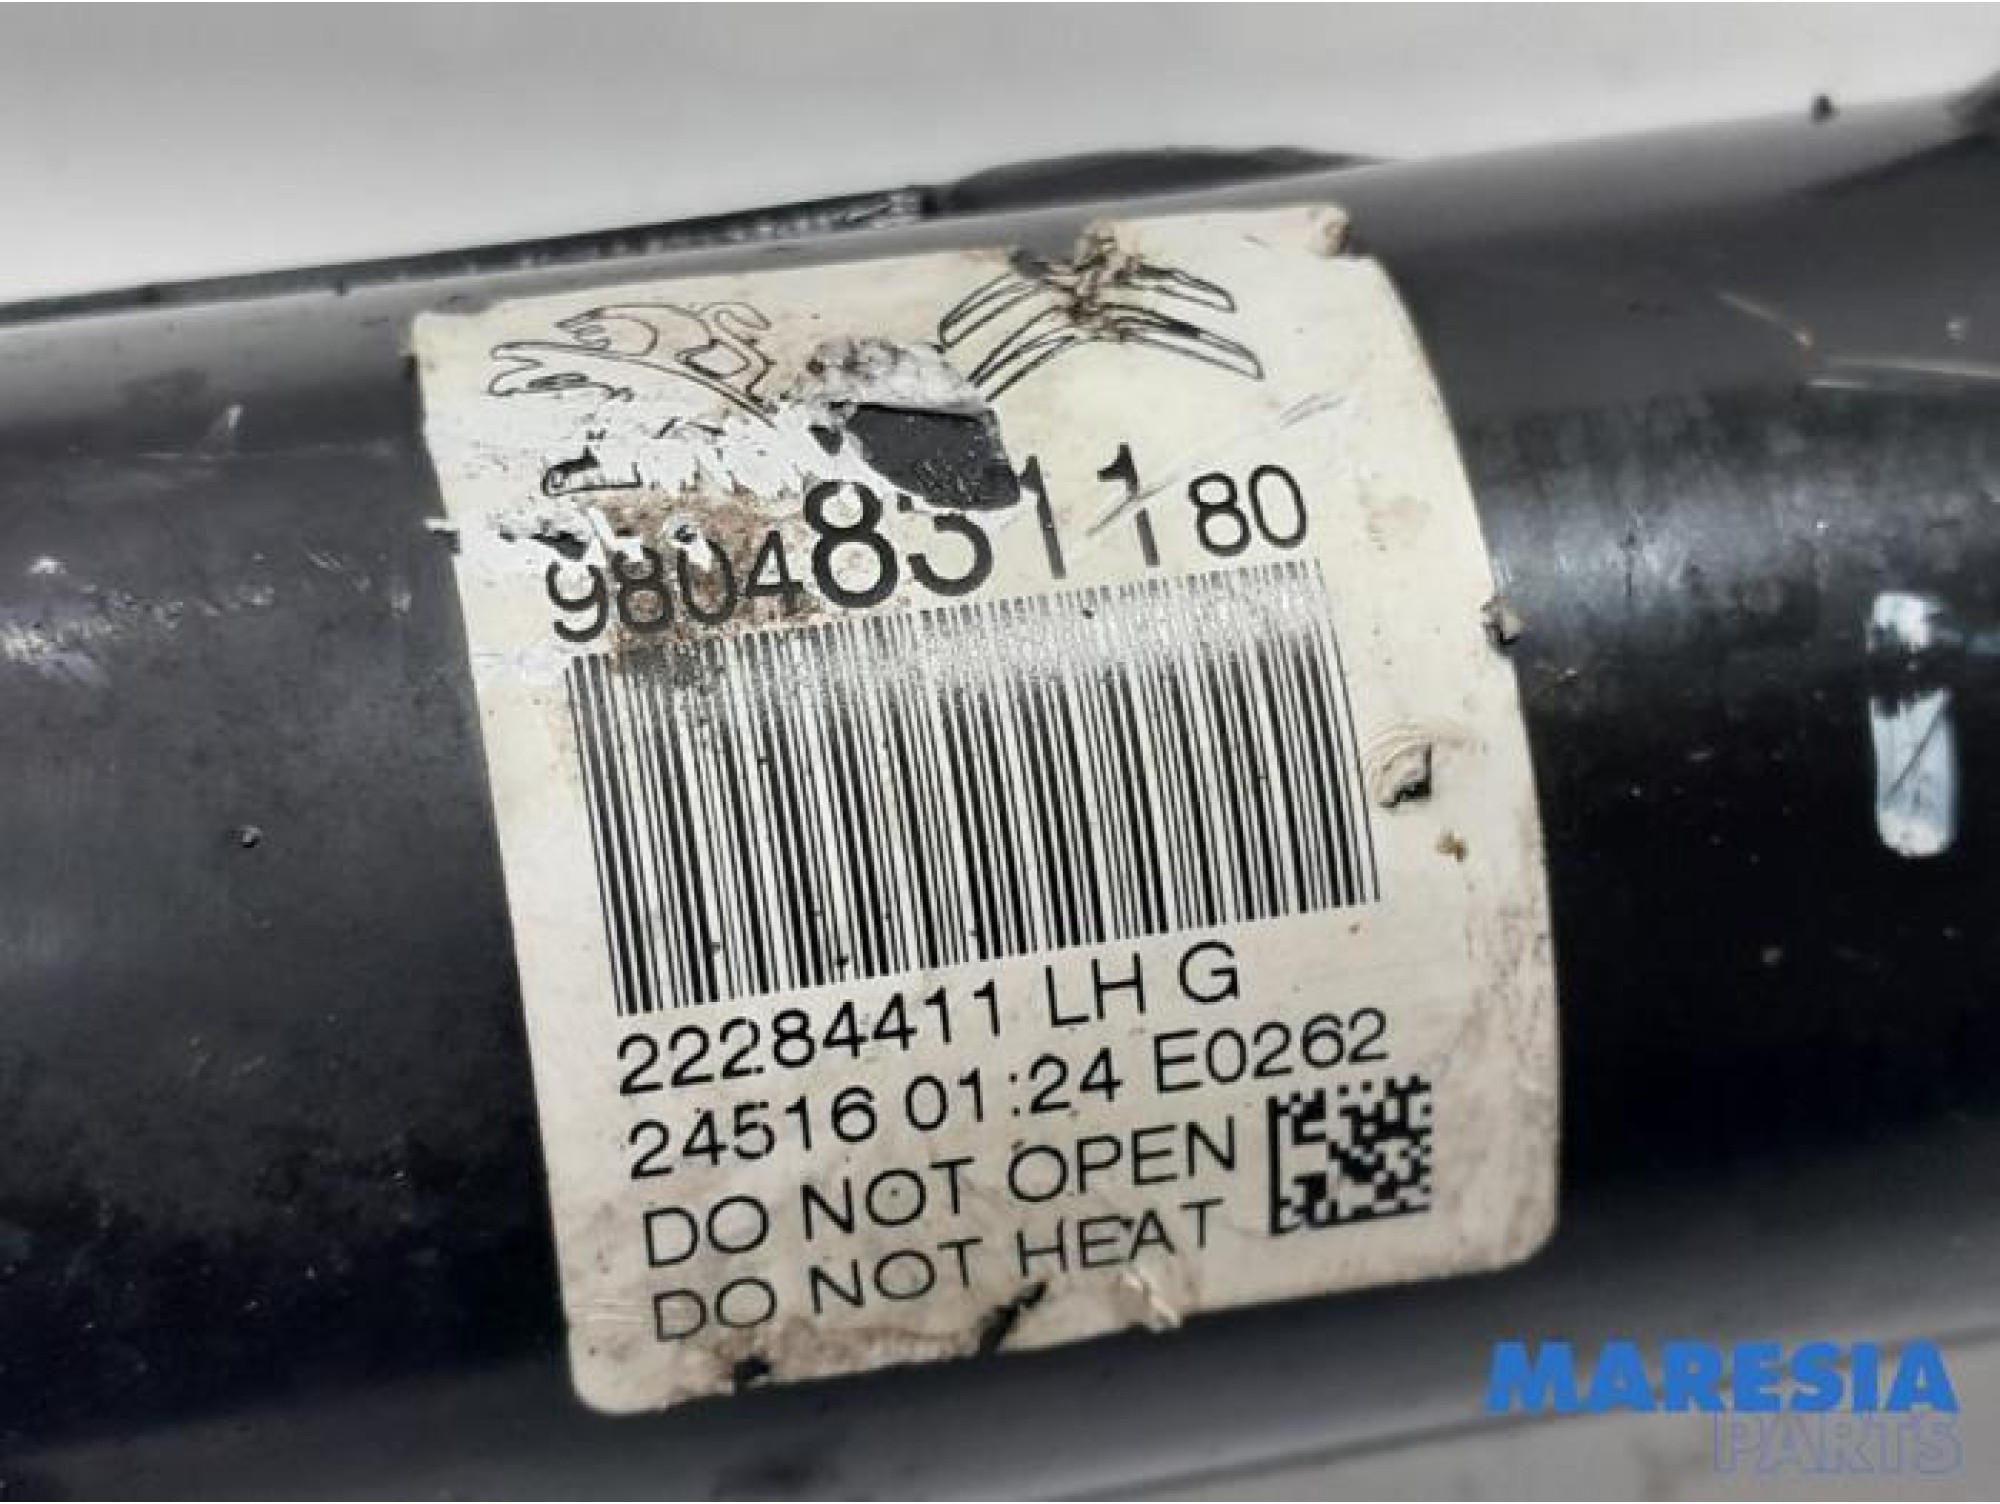 9804831180
22284411 LH G
24516 01:24 E0262
DO NOT OPEN
DO NOT HEAT
MARESIA
PARTS